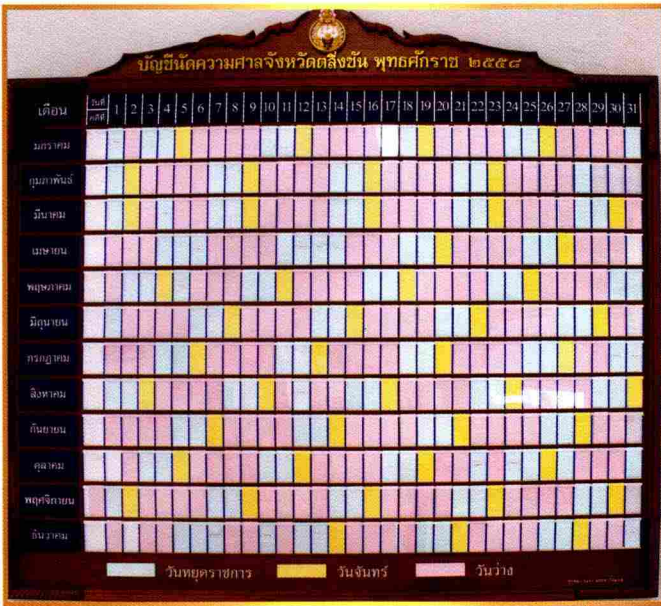 บัญชีนัดความศาลจังหวัดตลิ่งชัน พุทธศักราช ๒๕๕๘
เดือน วันที่ 1 2 3 4 5 6 7 8 9 10 11 12 13 14 15 16 17 18 19 20 21 22 23 24 25 26 27 28 29 30 31
คดีที่
มกราคม
กุมภาพันธ์
มีนาคม
เมษายน
พฤษภาคม
มิถุนายน
กรกฎาคม
สิงหาคม
กันยายน
ตุลาคม
พฤศจิกายน
ธันวาคม
วันหยุดราชการ วันจันทร์ วันว่าง